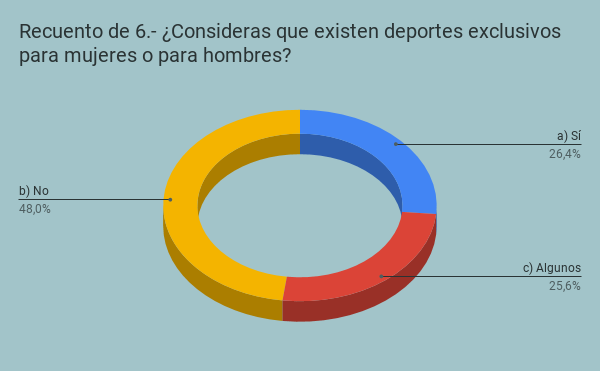 Recuento de 6.- ¿Consideras que existen deportes exclusivos
para mujeres o para hombres?
a) Sí
26,4%
b) No
48,0%
c) Algunos
25,6%